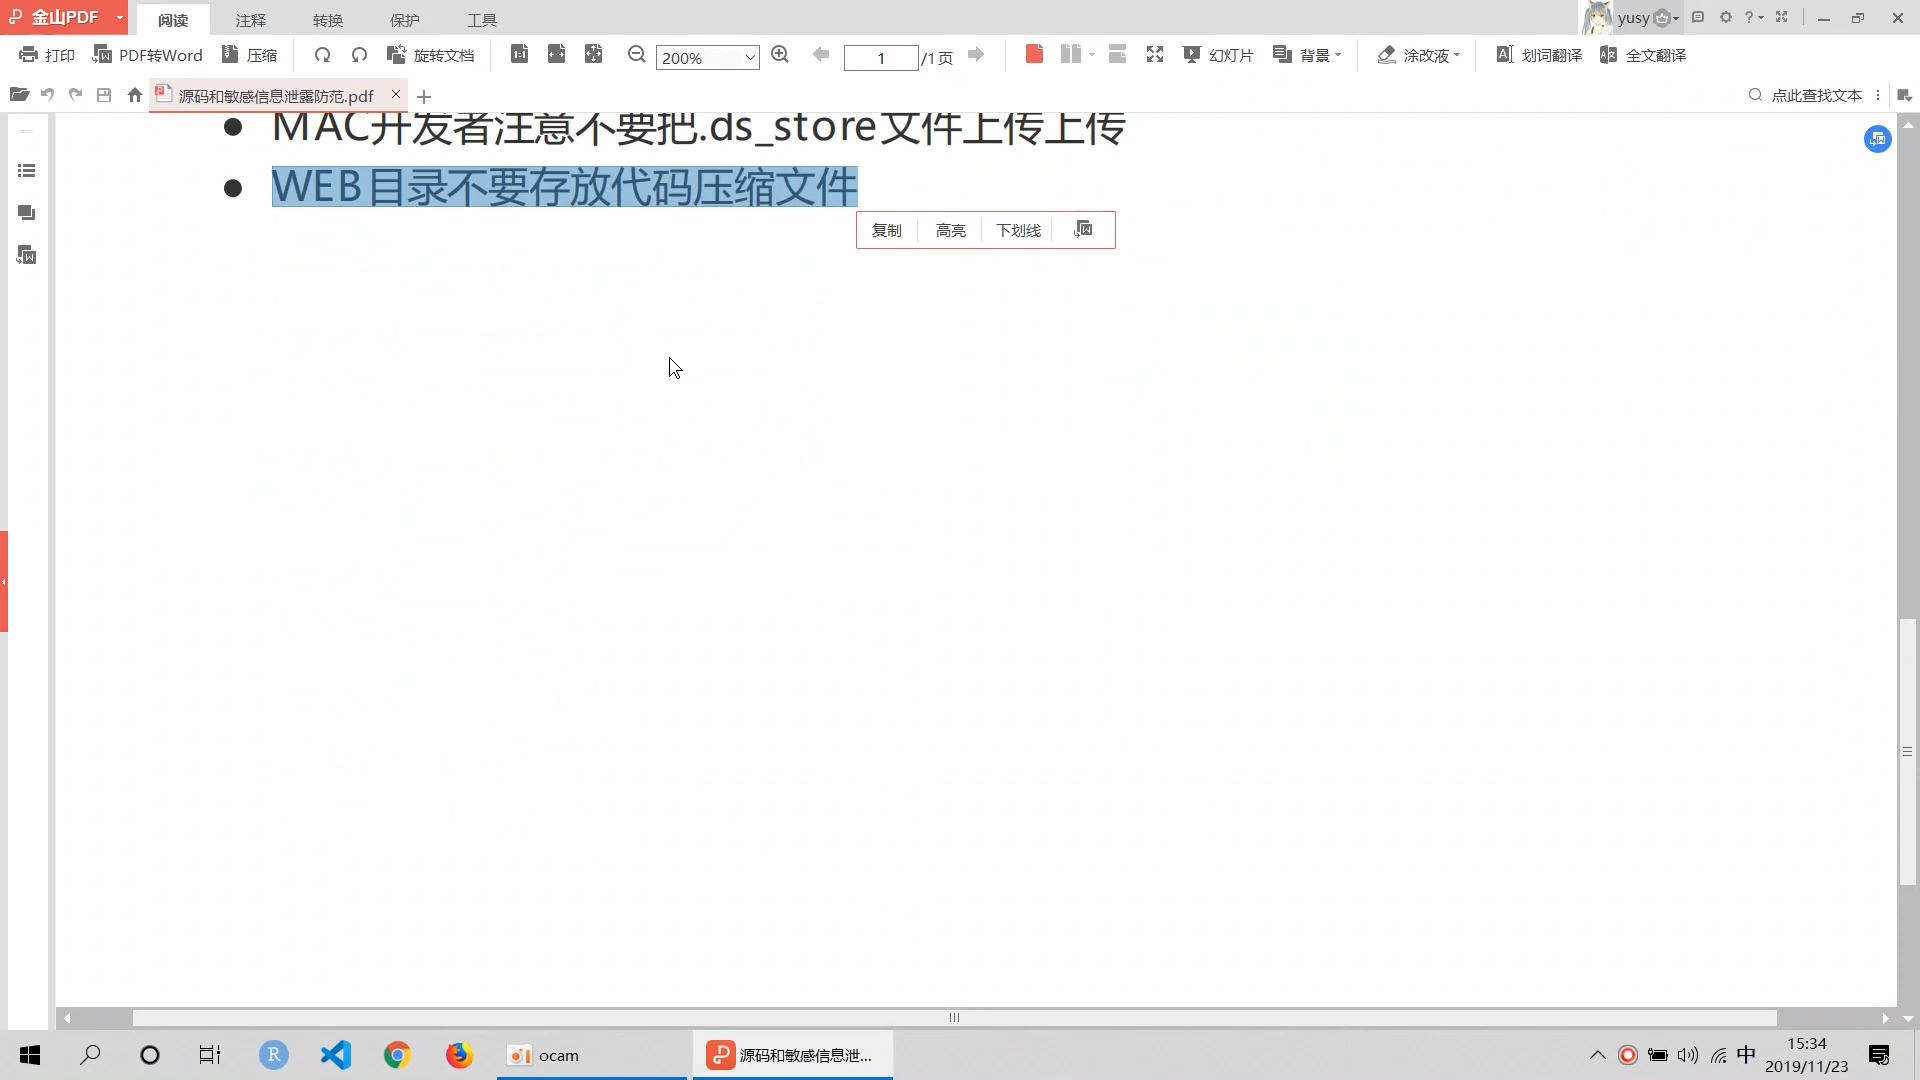 金山PDF 阅读 注释 转换 保护 工具 yusy
打印 PDF转Word 压缩 旋转文档 1:1 200% 1 /1页 幻灯片 背景 涂改液 划词翻译 全文翻译
源码和敏感信息泄露防范.pdf 点此查找文本
MAC开发者注意不要把.ds_store文件上传上传
WEB目录不要存放代码压缩文件
复制 高亮 下划线
ocam 源码和敏感信息泄... 中 15:34
2019/11/23